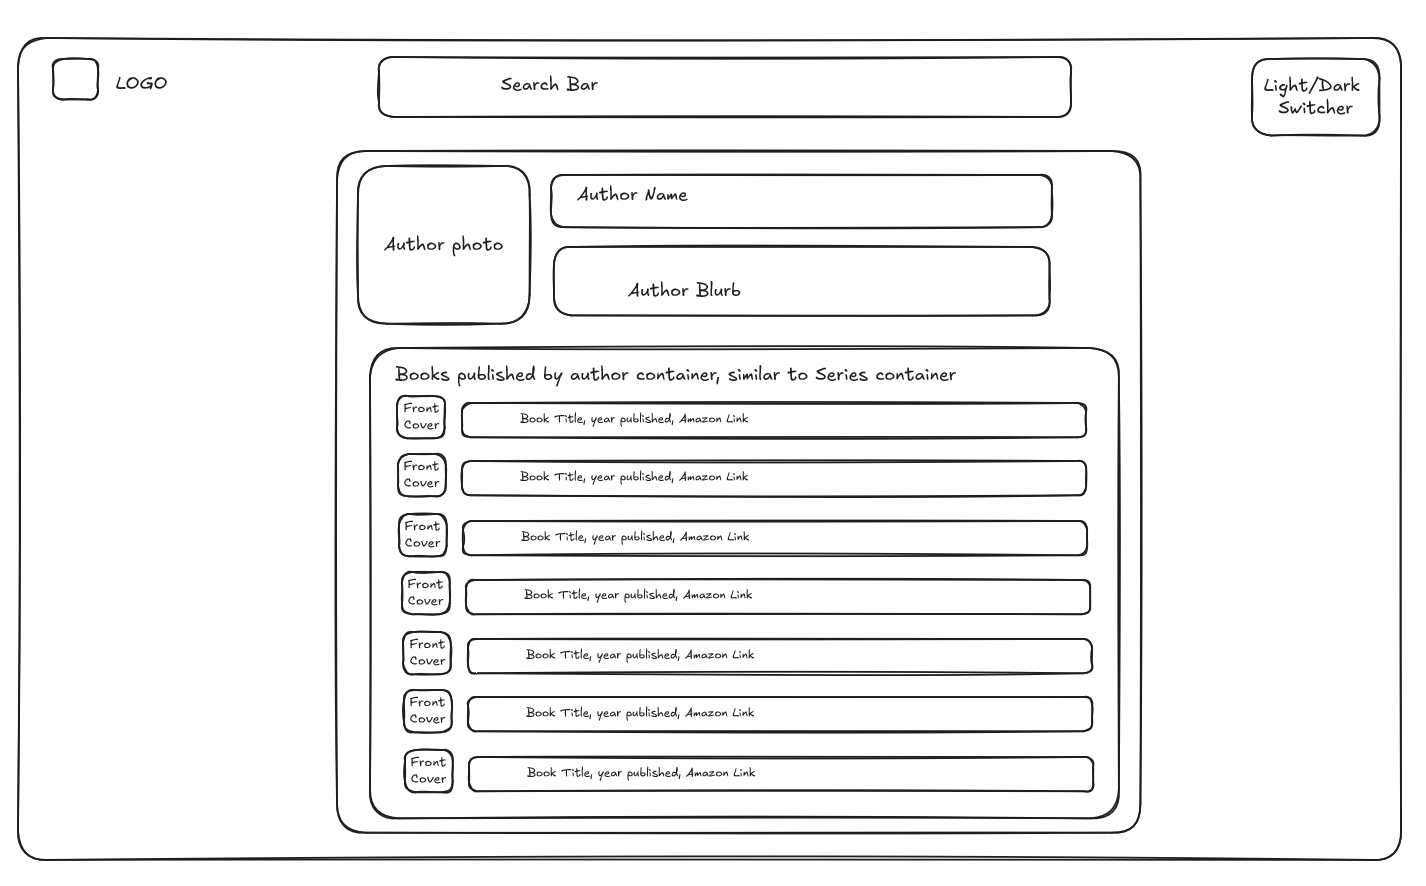 LOGO
Search Bar
Light/Dark
Switcher
Author photo
Author Name
Author Blurb
Books published by author container, similar to Series container
Front
Cover
Book Title, year published, Amazon Link
Front
Cover
Book Title, year published, Amazon Link
Front
Cover
Book Title, year published, Amazon Link
Front
Cover
Book Title, year published, Amazon Link
Front
Cover
Book Title, year published, Amazon Link
Front
Cover
Book Title, year published, Amazon Link
Front
Cover
Book Title, year published, Amazon Link